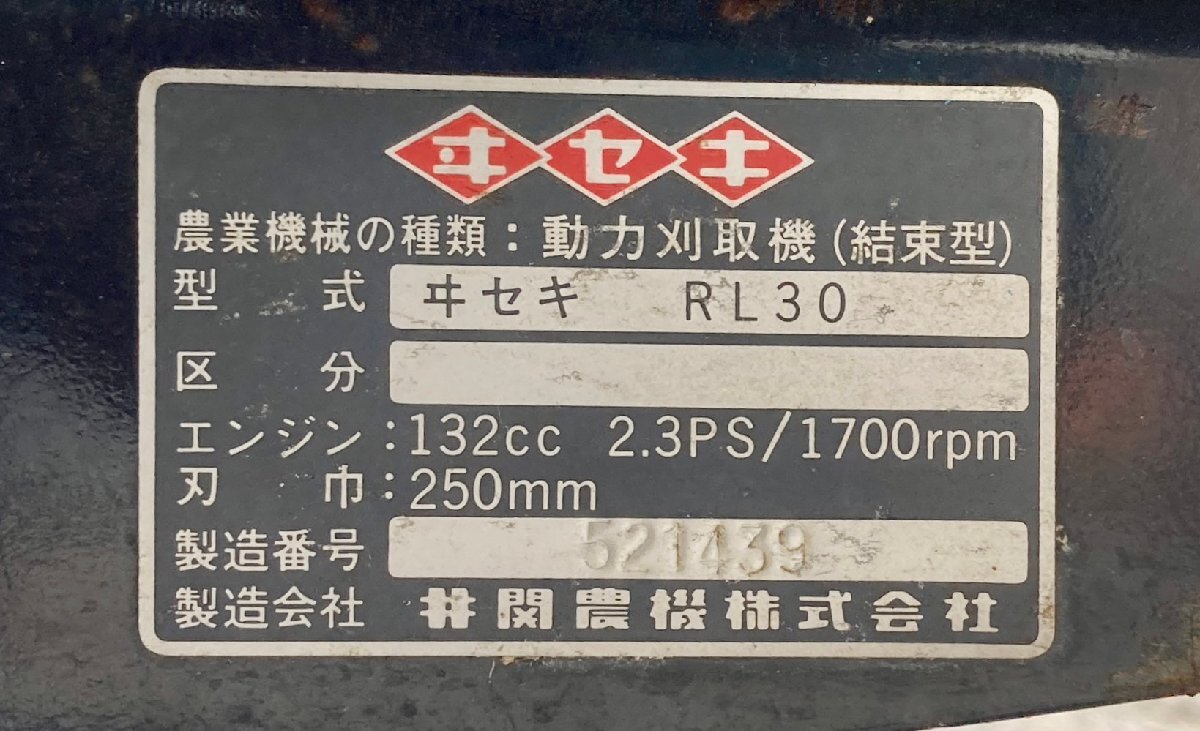 ヰセキ
農業機械の種類：動力刈取機（結束型）
型　式　ヰセキ　RL30
区　分
エンジン：132cc　2.3PS/1700rpm
刃　巾：250mm
製造番号　521439
製造会社　井関農機株式会社